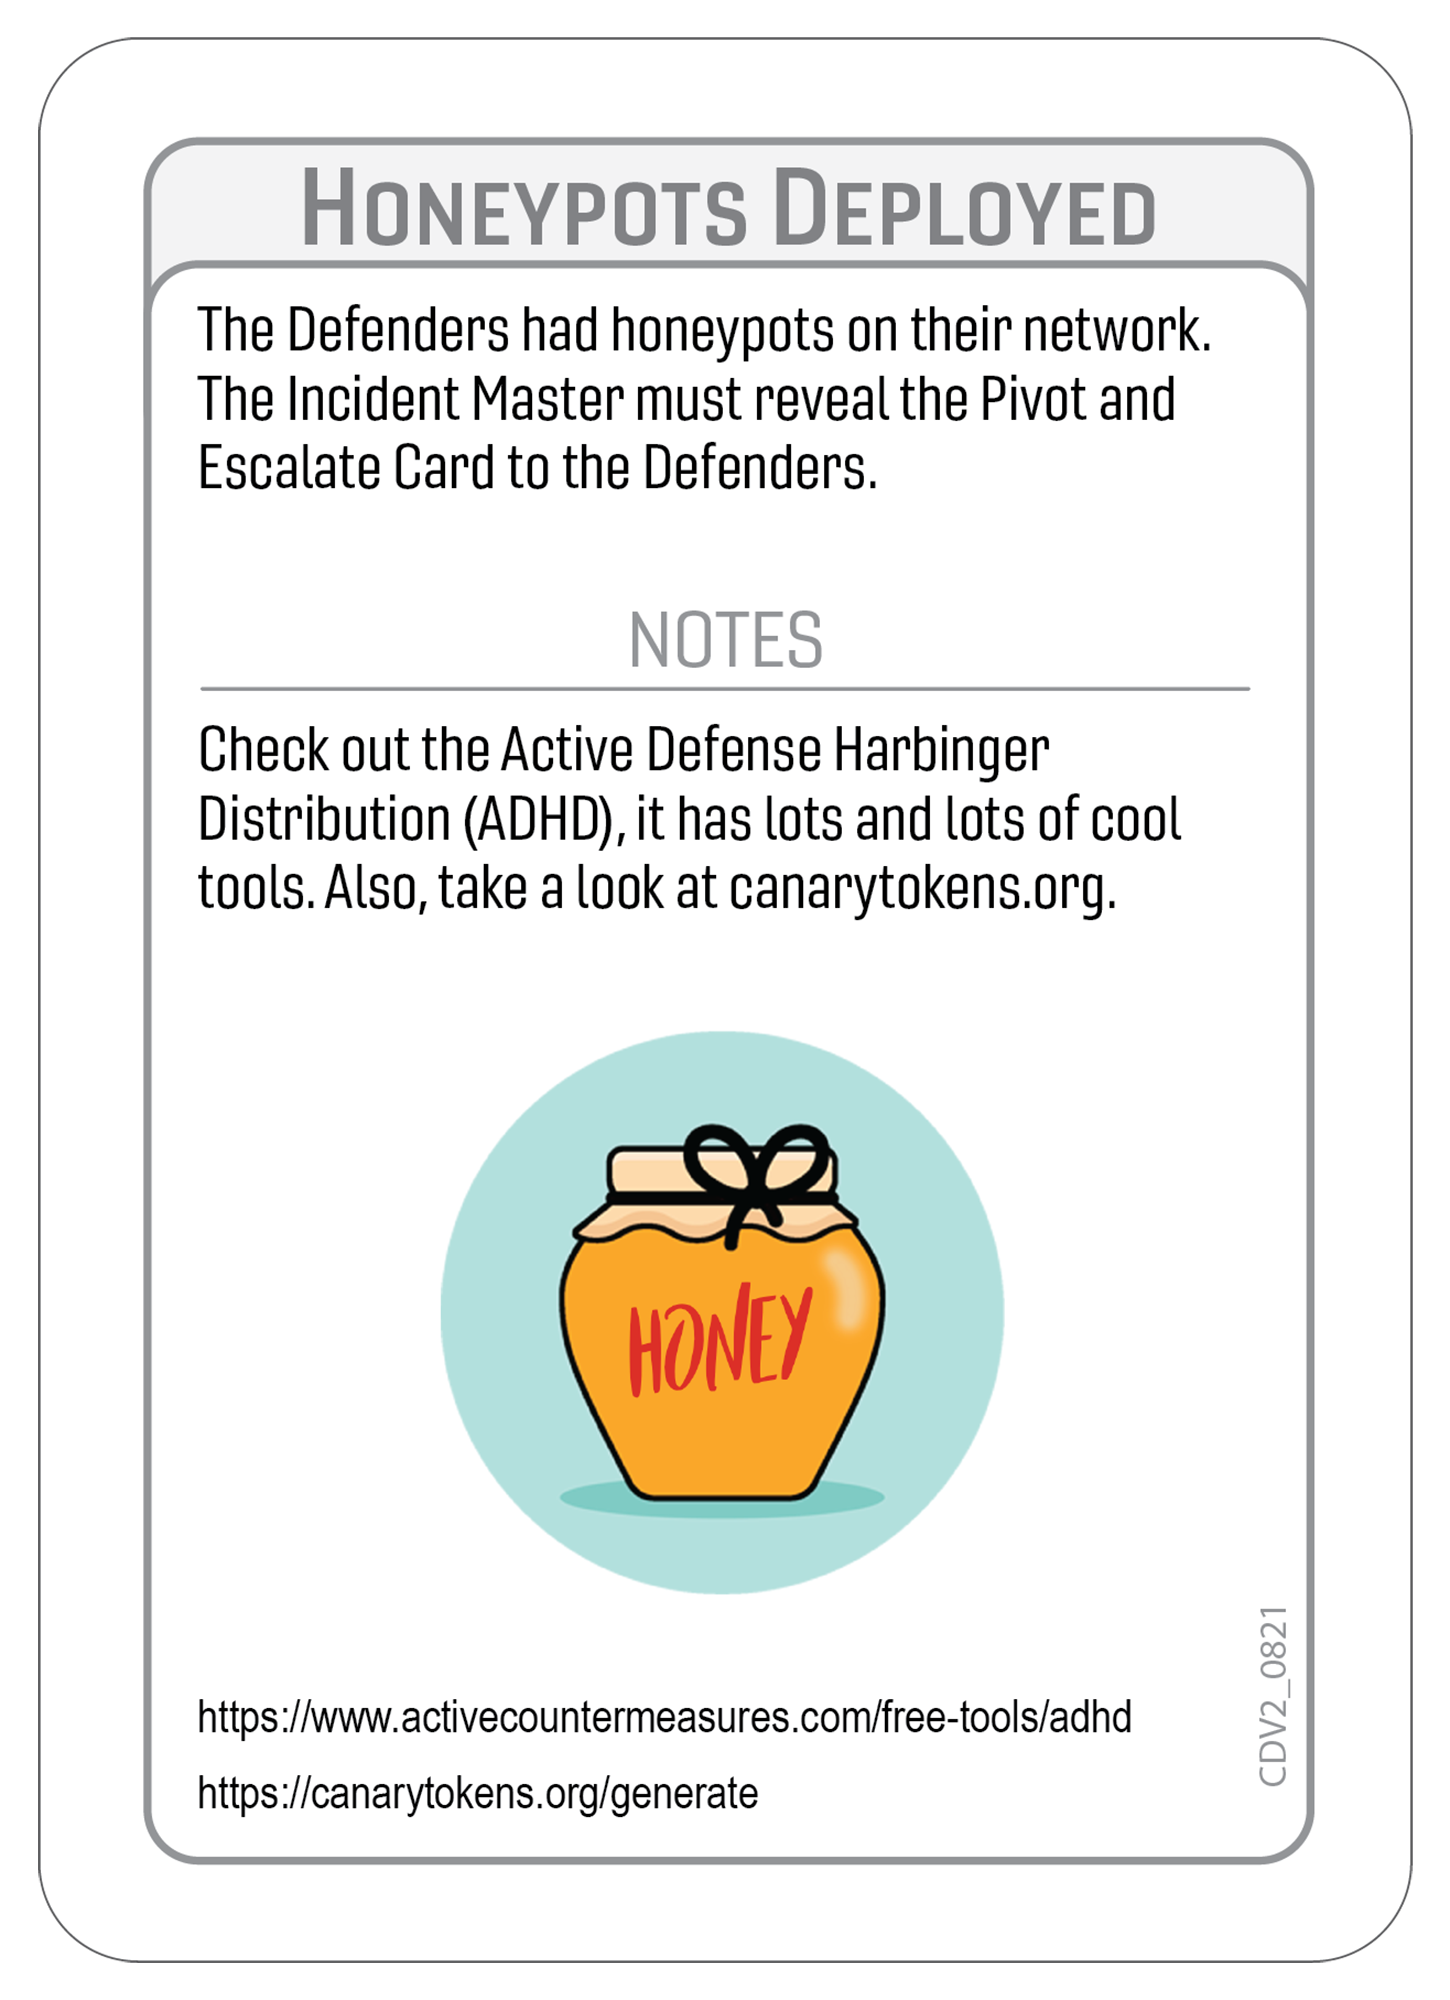 HONEYPOTS DEPLOYED
The Defenders had honeypots on their network.
The Incident Master must reveal the Pivot and
Escalate Card to the Defenders.
NOTES
Check out the Active Defense Harbinger
Distribution (ADHD), it has lots and lots of cool
tools. Also, take a look at canarytokens.org.
HONEY
https://www.activecountermeasures.com/free-tools/adhd
https://canarytokens.org/generate
CDV2_0821